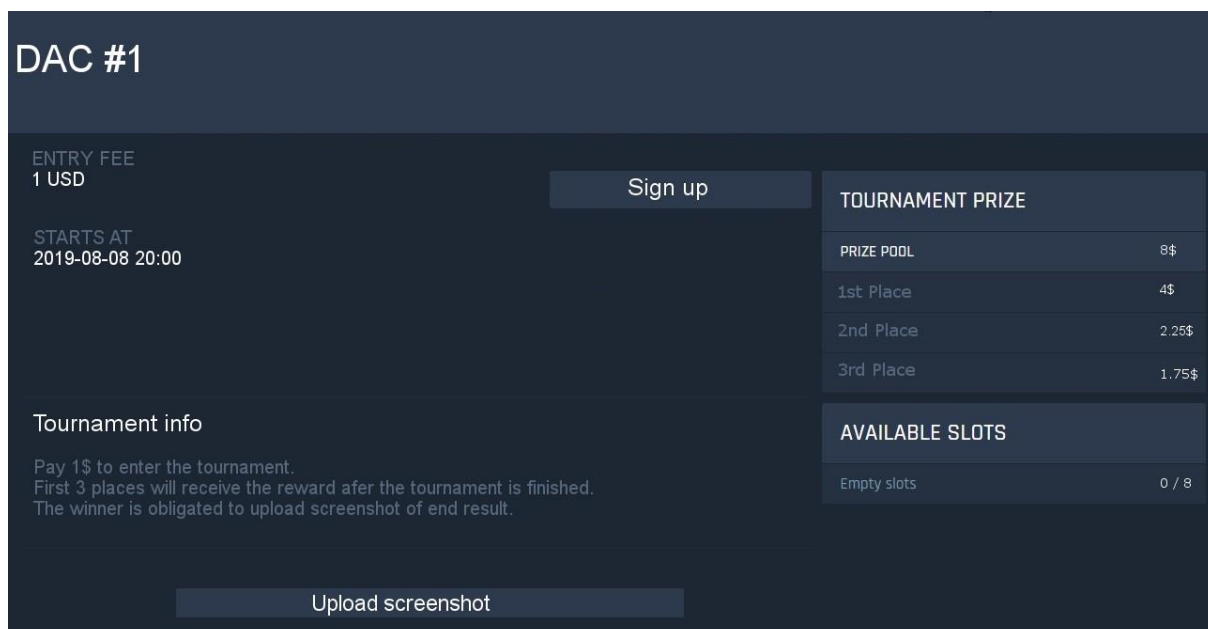 DAC #1
ENTRY FEE
1 USD
Sign up
STARTS AT
2019-08-08 20:00
TOURNAMENT PRIZE
PRIZE POOL 8$
1st Place 4$
2nd Place 2.25$
3rd Place 1.75$
Tournament info
Pay 1$ to enter the tournament.
First 3 places will receive the reward afer the tournament is finished.
The winner is obligated to upload screenshot of end result.
AVAILABLE SLOTS
Empty slots 0 / 8
Upload screenshot